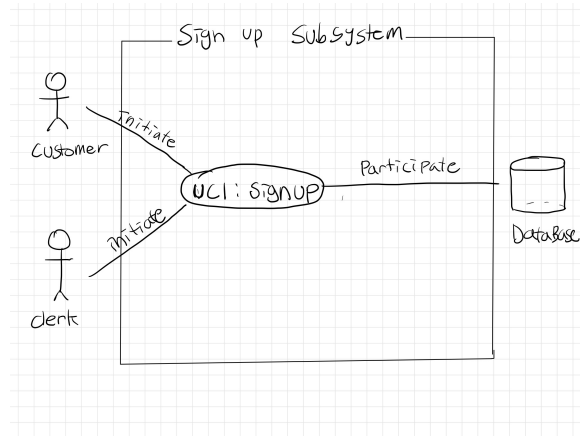 Sign up Subsystem
initiate
customer
participate
UC1: Signup
initiate
DataBase
clerk